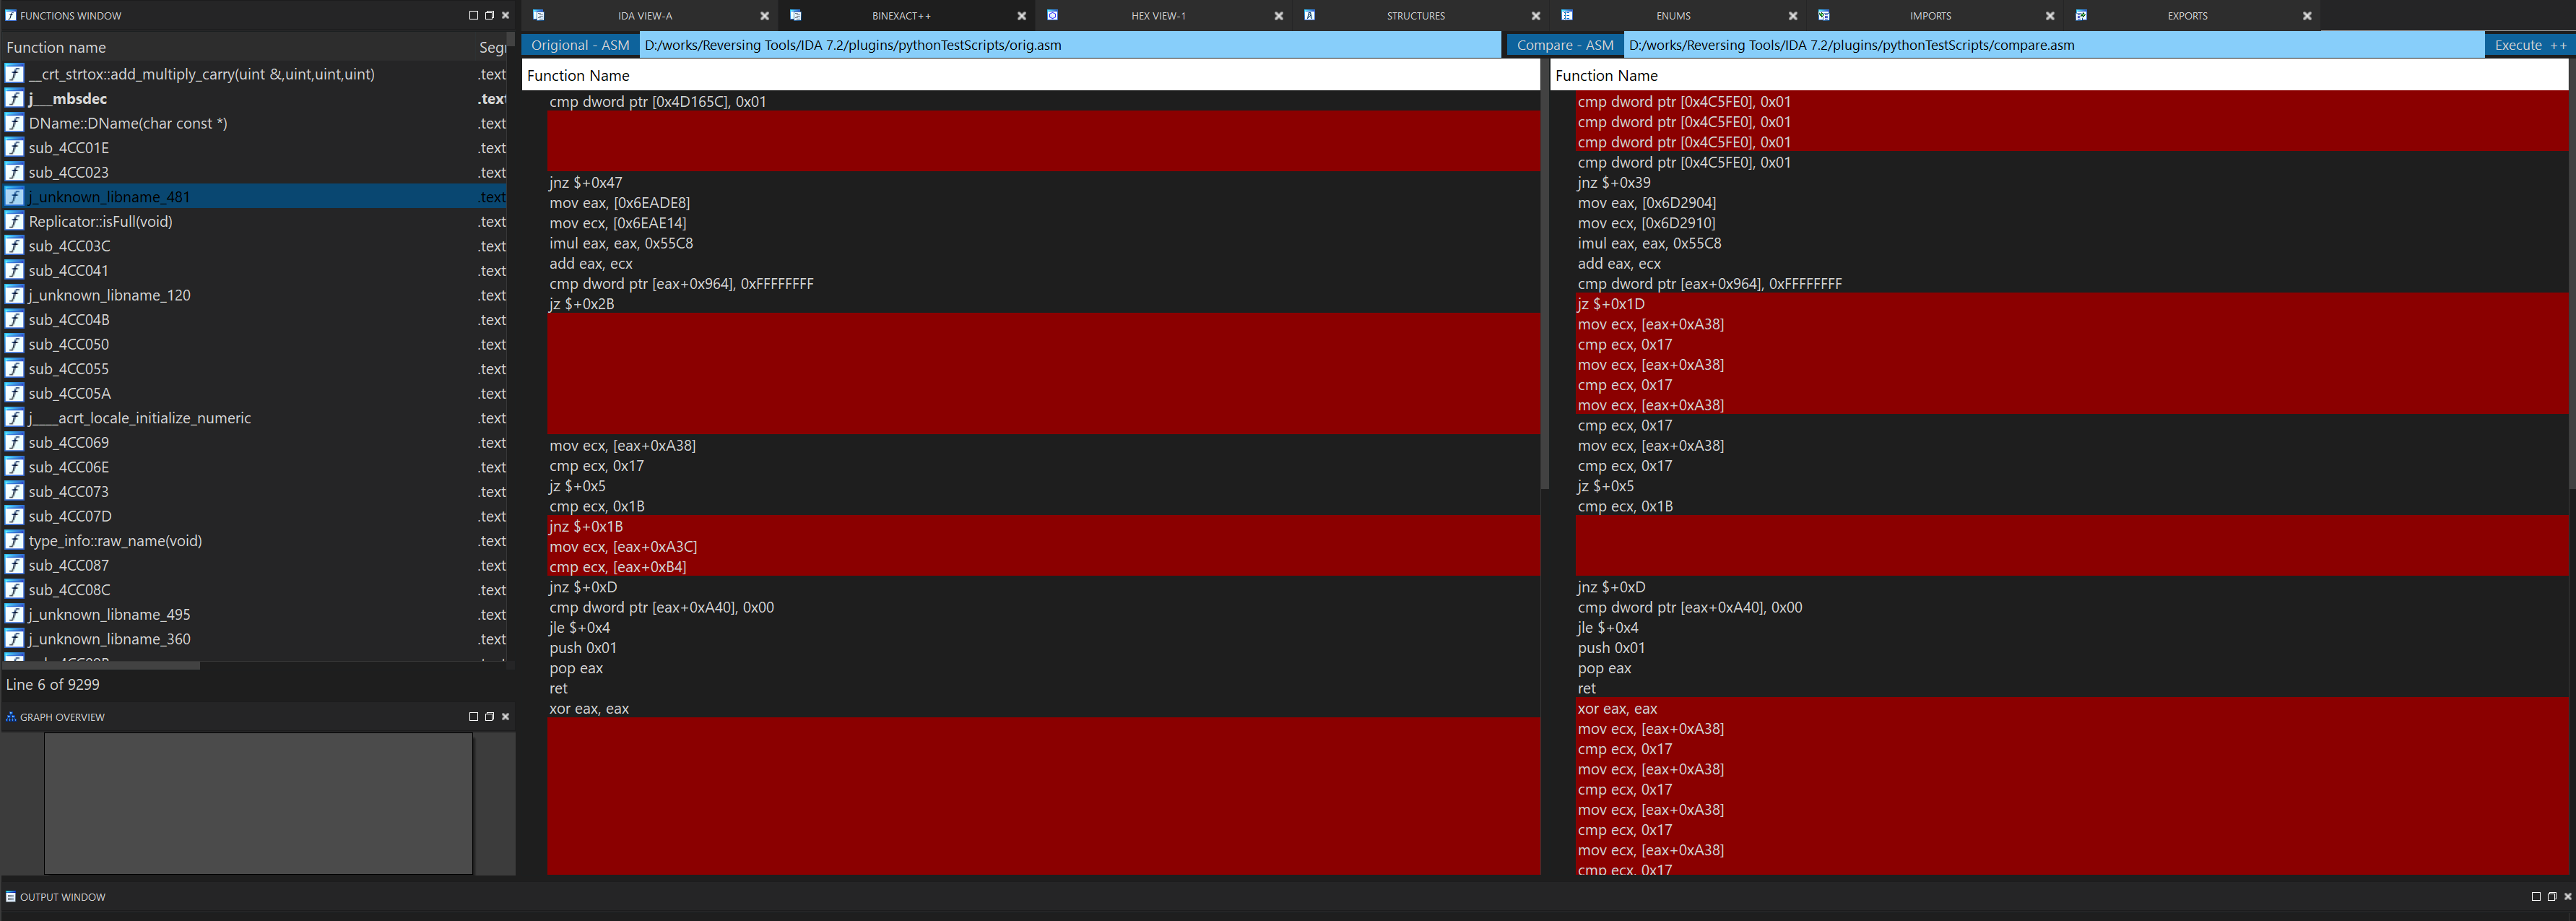 FUNCTIONS WINDOW
Function name Segr
__crt_strtox::add_multiply_carry(uint &,uint,uint,uint) .text
j___mbsdec .text
DName::DName(char const *) .text
sub_4CC01E .text
sub_4CC023 .text
j_unknown_libname_481 .text
Replicator::isFull(void) .text
sub_4CC03C .text
sub_4CC041 .text
j_unknown_libname_120 .text
sub_4CC04B .text
sub_4CC050 .text
sub_4CC055 .text
sub_4CC05A .text
j____acrt_locale_initialize_numeric .text
sub_4CC069 .text
sub_4CC06E .text
sub_4CC073 .text
sub_4CC07D .text
type_info::raw_name(void) .text
sub_4CC087 .text
sub_4CC08C .text
j_unknown_libname_495 .text
j_unknown_libname_360 .text
Line 6 of 9299
GRAPH OVERVIEW
IDA VIEW-A BINEXACT++ HEX VIEW-1 STRUCTURES ENUMS IMPORTS EXPORTS
Origional - ASM D:/works/Reversing Tools/IDA 7.2/plugins/pythonTestScripts/orig.asm
Compare - ASM D:/works/Reversing Tools/IDA 7.2/plugins/pythonTestScripts/compare.asm
Execute ++
Function Name
cmp dword ptr [0x4D165C], 0x01
jnz $+0x47
mov eax, [0x6EADE8]
mov ecx, [0x6EAE14]
imul eax, eax, 0x55C8
add eax, ecx
cmp dword ptr [eax+0x964], 0xFFFFFFFF
jz $+0x2B
mov ecx, [eax+0xA38]
cmp ecx, 0x17
jz $+0x5
cmp ecx, 0x1B
jnz $+0x1B
mov ecx, [eax+0xA3C]
cmp ecx, [eax+0xB4]
jnz $+0xD
cmp dword ptr [eax+0xA40], 0x00
jle $+0x4
push 0x01
pop eax
ret
xor eax, eax
Function Name
cmp dword ptr [0x4C5FE0], 0x01
cmp dword ptr [0x4C5FE0], 0x01
cmp dword ptr [0x4C5FE0], 0x01
cmp dword ptr [0x4C5FE0], 0x01
jnz $+0x39
mov eax, [0x6D2904]
mov ecx, [0x6D2910]
imul eax, eax, 0x55C8
add eax, ecx
cmp dword ptr [eax+0x964], 0xFFFFFFFF
jz $+0x1D
mov ecx, [eax+0xA38]
cmp ecx, 0x17
mov ecx, [eax+0xA38]
cmp ecx, 0x17
mov ecx, [eax+0xA38]
cmp ecx, 0x17
mov ecx, [eax+0xA38]
cmp ecx, 0x17
jz $+0x5
cmp ecx, 0x1B
jnz $+0xD
cmp dword ptr [eax+0xA40], 0x00
jle $+0x4
push 0x01
pop eax
ret
xor eax, eax
mov ecx, [eax+0xA38]
cmp ecx, 0x17
mov ecx, [eax+0xA38]
cmp ecx, 0x17
mov ecx, [eax+0xA38]
cmp ecx, 0x17
mov ecx, [eax+0xA38]
cmp ecx, 0x17
OUTPUT WINDOW